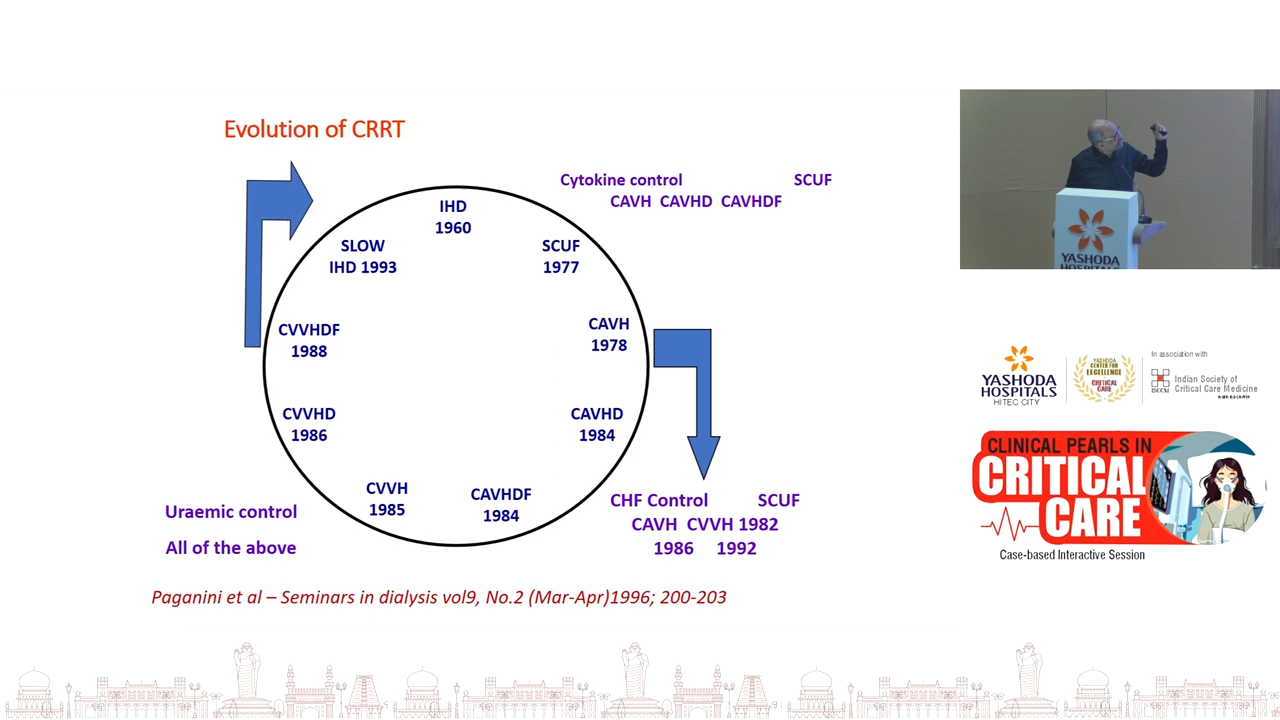 Evolution of CRRT
Cytokine control SCUF
CAVH CAVHD CAVHDF
IHD
1960
SCUF
1977
CAVH
1978
CAVHD
1984
CAVHDF
1984
CVVH
1985
CVVHD
1986
CVVHDF
1988
SLOW
IHD 1993
CHF Control SCUF
CAVH CVVH 1982
1986 1992
Uraemic control
All of the above
Paganini et al – Seminars in dialysis vol9, No.2 (Mar-Apr)1996; 200-203
YASHODA
HOSPITALS
YASHODA
HOSPITALS
HITEC CITY
YASHODA
CENTER FOR
EXCELLENCE
CRITICAL
CARE
In association with
ISCCM
Indian Society of
Critical Care Medicine
CLINICAL PEARLS IN
CRITICAL
CARE
Case-based Interactive Session